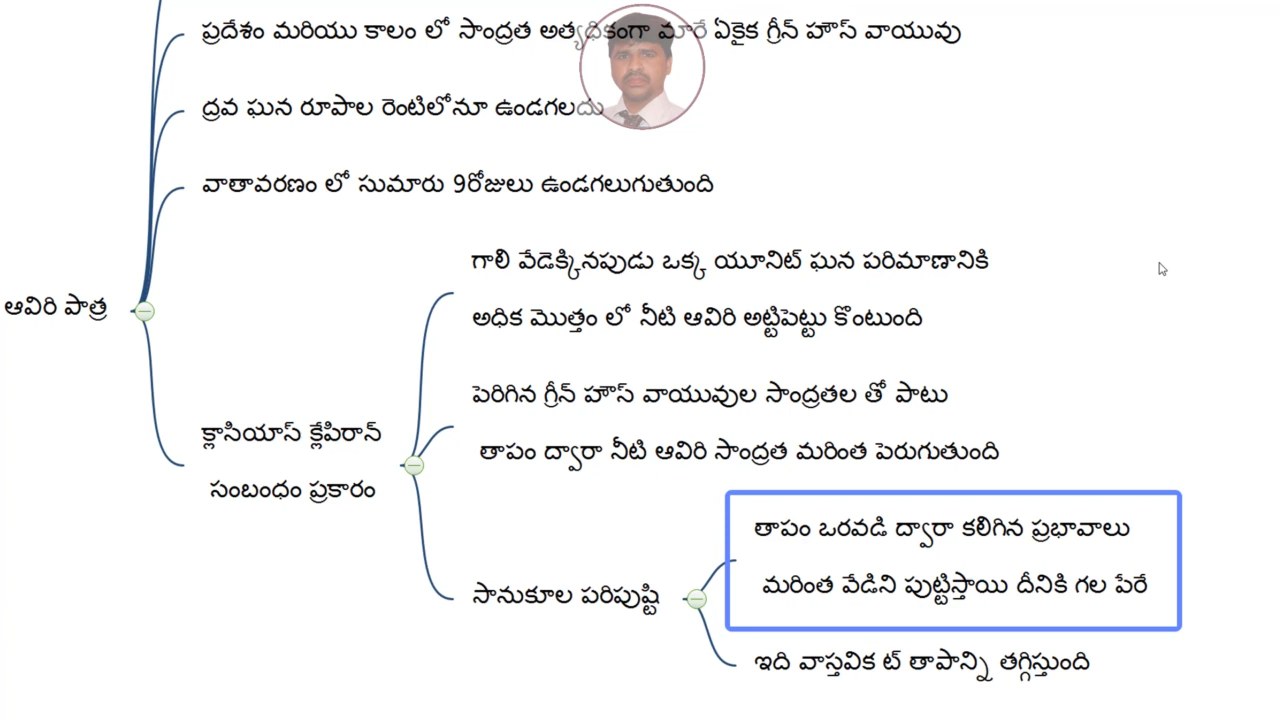 ప్రదేశం మరియు కాలం లో సాంద్రత అత్యధికంగా మారే ఏకైక గ్రీన్ హౌస్ వాయువు
ద్రవ ఘన రూపాల రెంటిలోనూ ఉండగలదు
వాతావరణం లో సుమారు 9రోజులు ఉండగలుగుతుంది
గాలి వేడెక్కినపుడు ఒక్క యూనిట్ ఘన పరిమాణానికి
అధిక మొత్తం లో నీటి ఆవిరి అట్టిపెట్టు కొంటుంది
ఆవిరి పాత్ర
పెరిగిన గ్రీన్ హౌస్ వాయువుల సాంద్రతల తో పాటు
తాపం ద్వారా నీటి ఆవిరి సాంద్రత మరింత పెరుగుతుంది
క్లాసియాస్ క్లేపిరాన్
సంబంధం ప్రకారం
తాపం ఒరవడి ద్వారా కలిగిన ప్రభావాలు
మరింత వేడిని పుట్టిస్తాయి దీనికి గల పేరే
సానుకూల పరిపుష్టి
ఇది వాస్తవిక ట్ తాపాన్ని తగ్గిస్తుంది